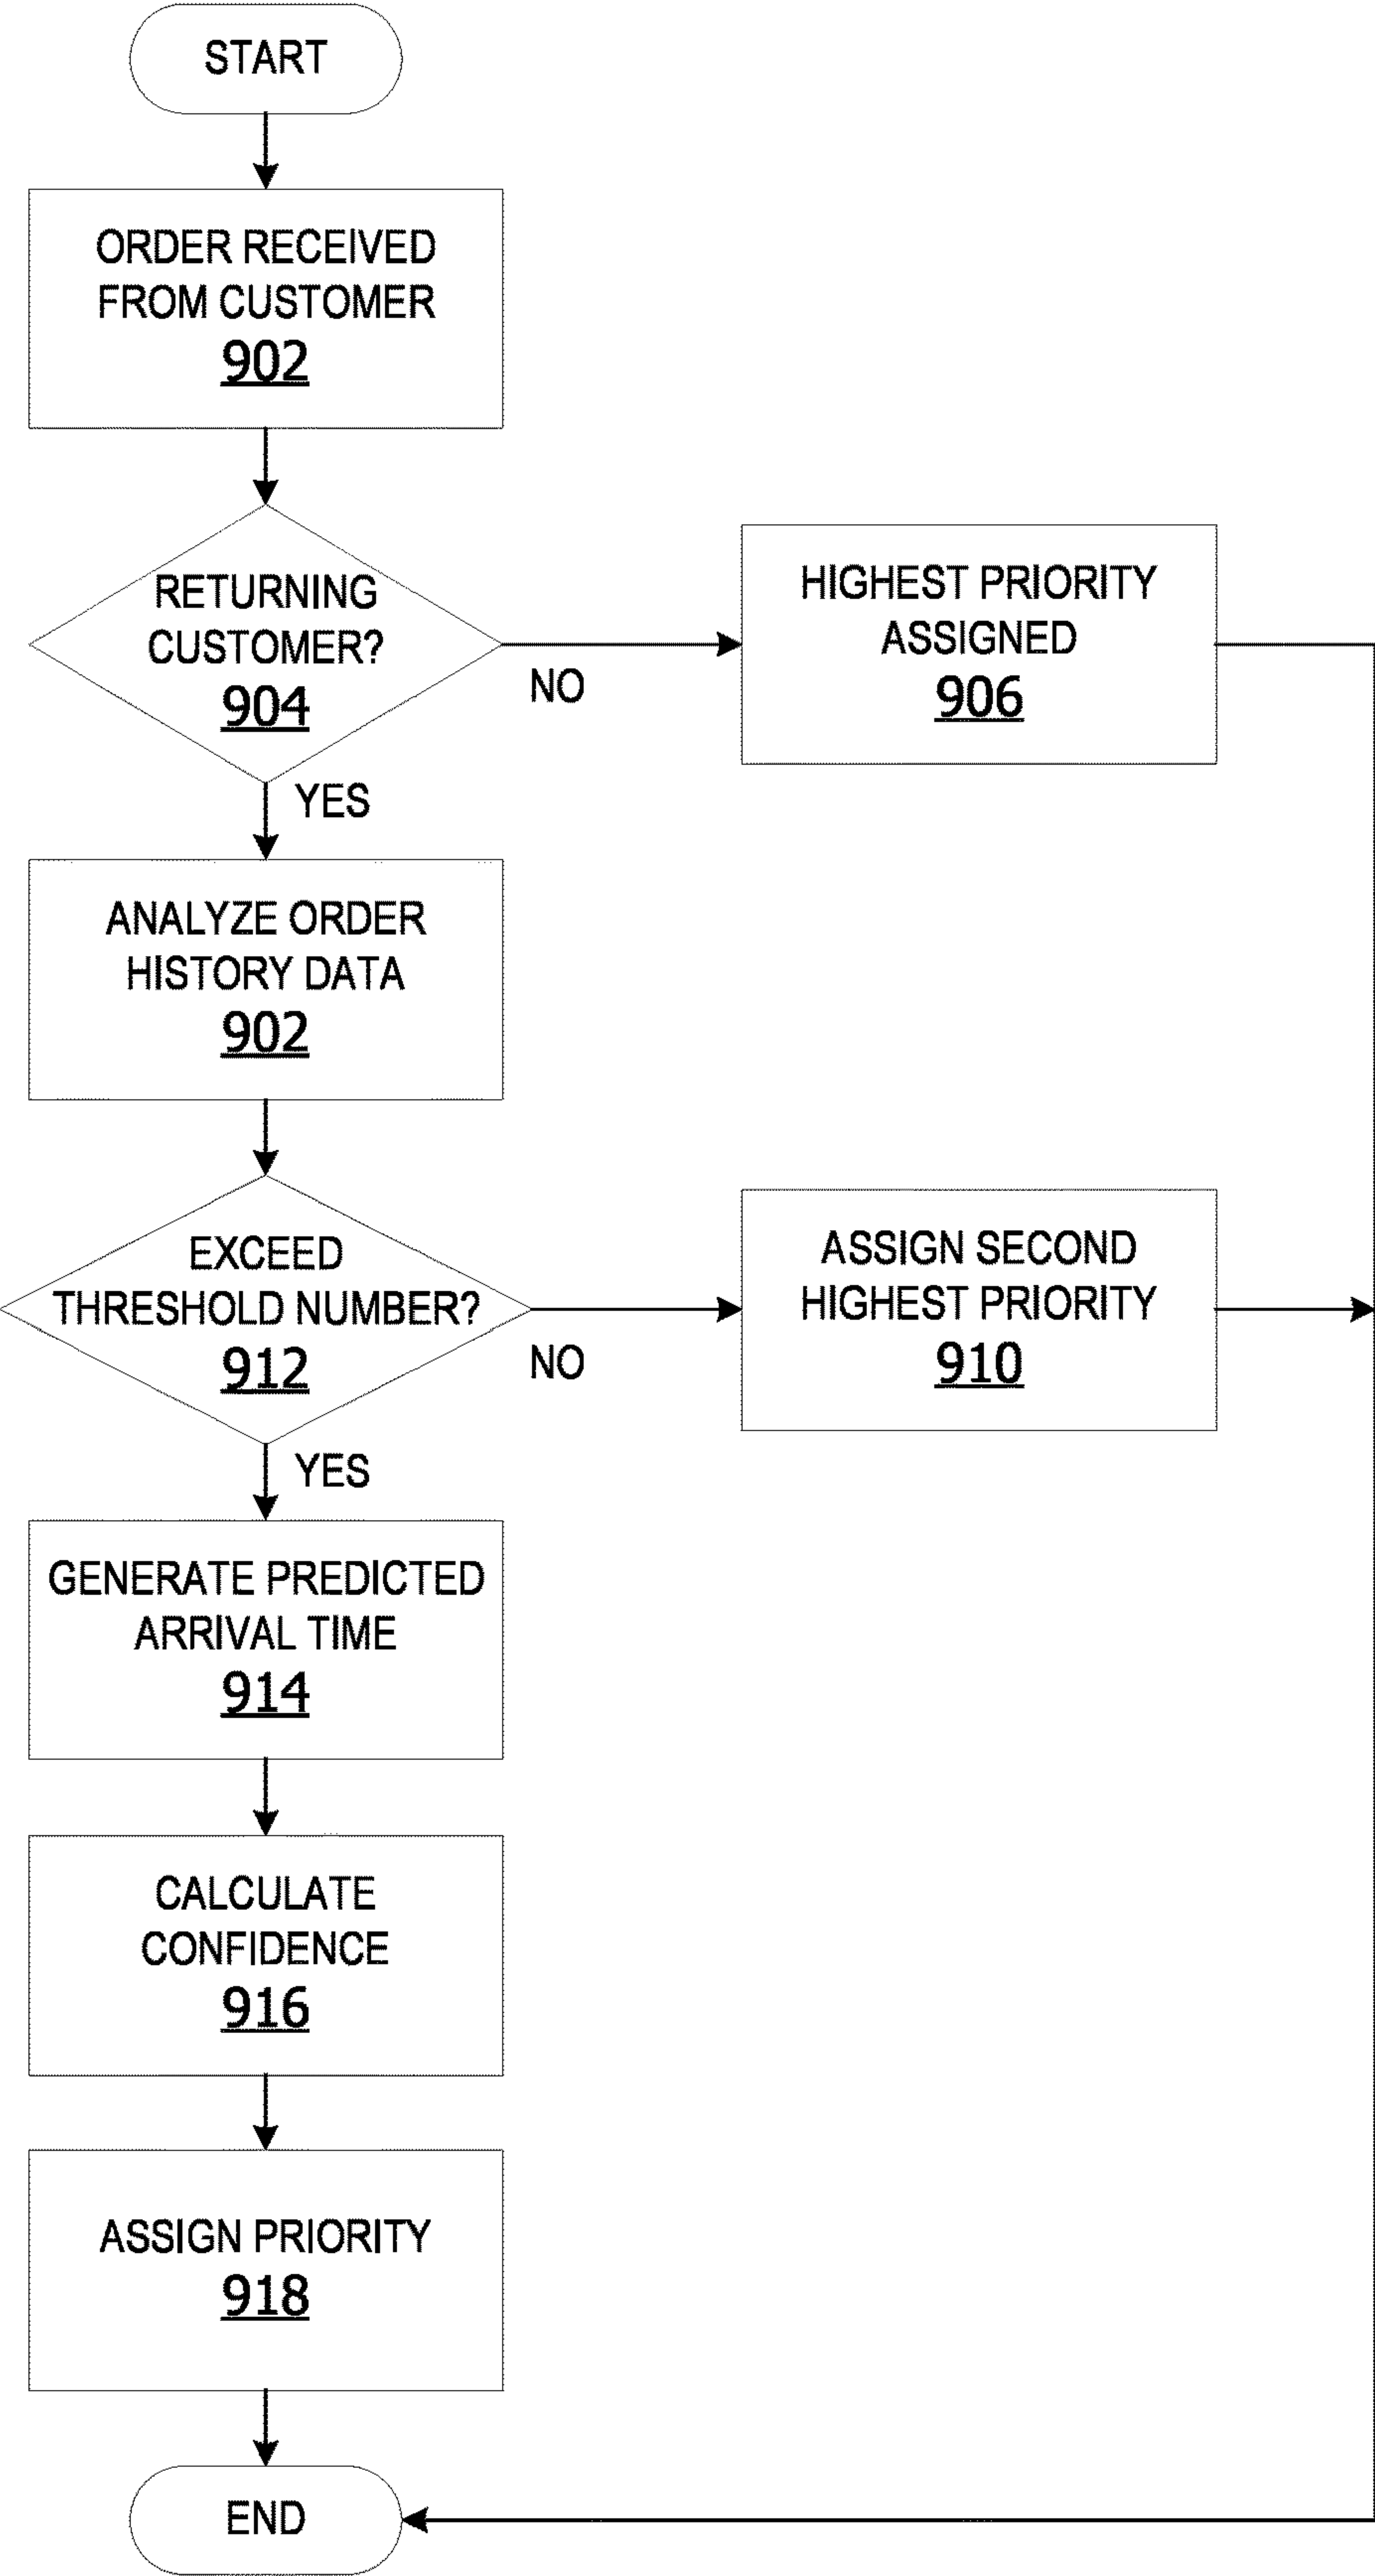 START
ORDER RECEIVED
FROM CUSTOMER
902
RETURNING
CUSTOMER?
904
NO
HIGHEST PRIORITY
ASSIGNED
906
YES
ANALYZE ORDER
HISTORY DATA
902
EXCEED
THRESHOLD NUMBER?
912
NO
ASSIGN SECOND
HIGHEST PRIORITY
910
YES
GENERATE PREDICTED
ARRIVAL TIME
914
CALCULATE
CONFIDENCE
916
ASSIGN PRIORITY
918
END